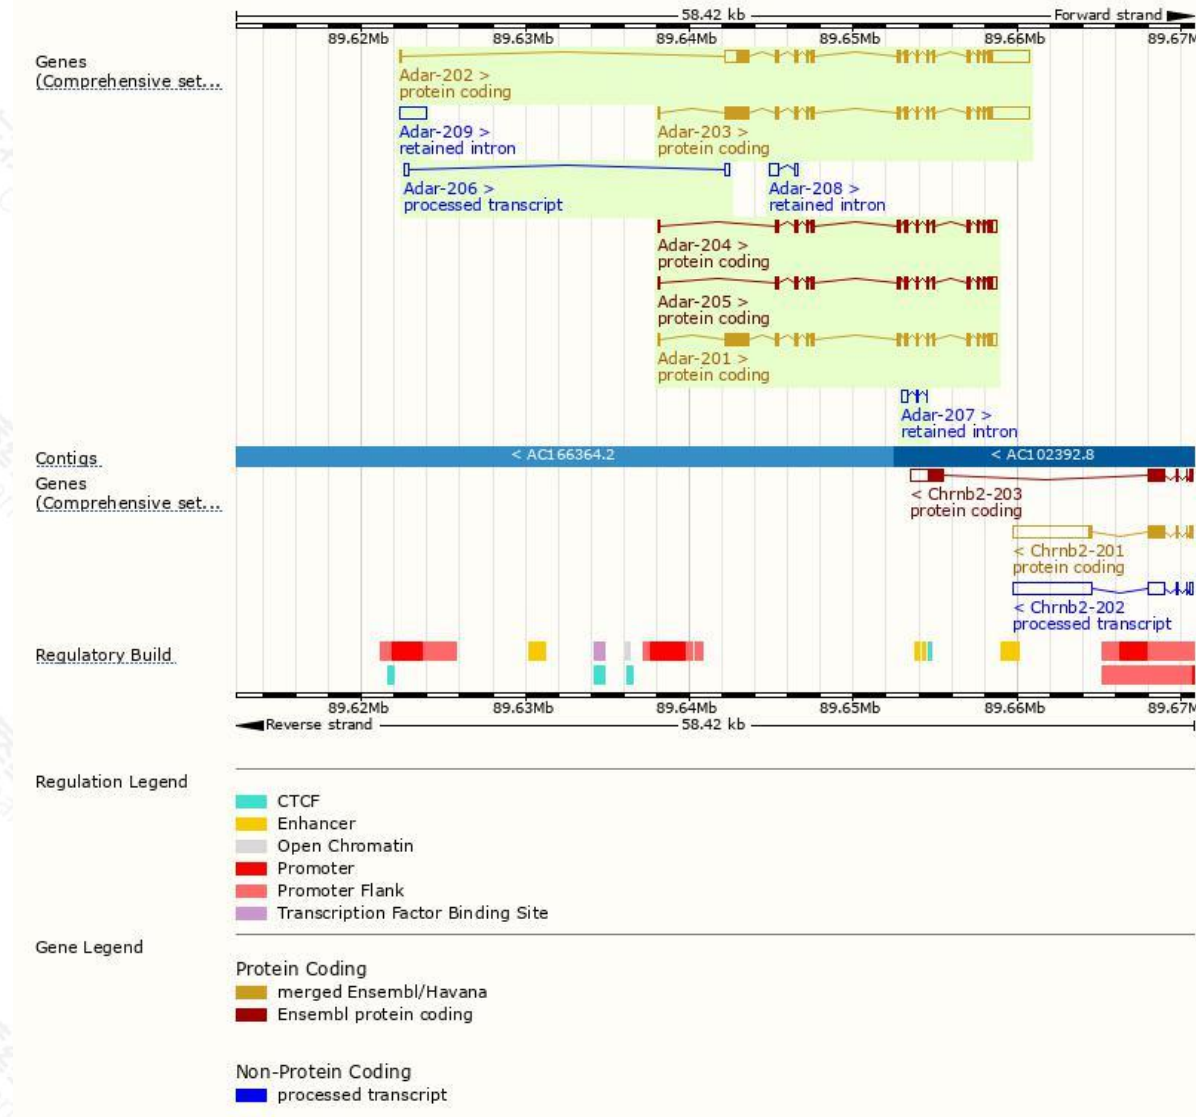 58.42 kb
Forward strand
89.62Mb 89.63Mb 89.64Mb 89.65Mb 89.66Mb 89.67M
Genes
(Comprehensive set...
Adar-202 >
protein coding
Adar-209 >
retained intron
Adar-203 >
protein coding
Adar-206 >
processed transcript
Adar-208 >
retained intron
Adar-204 >
protein coding
Adar-205 >
protein coding
Adar-201 >
protein coding
Adar-207 >
retained intron
Contigs
< AC166364.2
< AC102392.8
Genes
(Comprehensive set...
< Chrnb2-203
protein coding
< Chrnb2-201
protein coding
< Chrnb2-202
processed transcript
Regulatory Build
89.62Mb 89.63Mb 89.64Mb 89.65Mb 89.66Mb 89.67M
Reverse strand
58.42 kb
Regulation Legend
CTCF
Enhancer
Open Chromatin
Promoter
Promoter Flank
Transcription Factor Binding Site
Gene Legend
Protein Coding
merged Ensembl/Havana
Ensembl protein coding
Non-Protein Coding
processed transcript